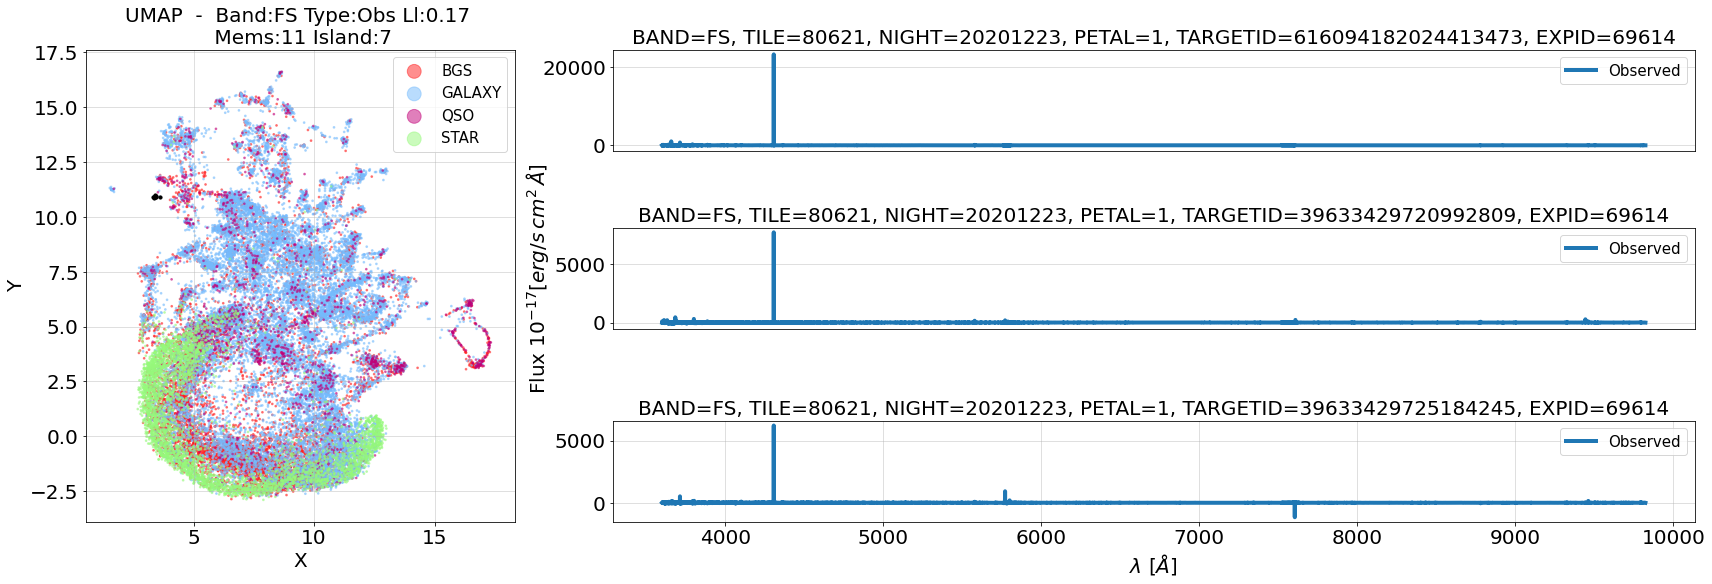 UMAP  -  Band:FS Type:Obs Ll:0.17
Mems:11 Island:7
17.5
15.0
12.5
10.0
7.5
5.0
2.5
0.0
−2.5
Y
5
10
15
X
BGS
GALAXY
QSO
STAR
Flux 10⁻¹⁷[erg/s cm² Å]
BAND=FS, TILE=80621, NIGHT=20201223, PETAL=1, TARGETID=616094182024413473, EXPID=69614
20000
0
Observed
BAND=FS, TILE=80621, NIGHT=20201223, PETAL=1, TARGETID=39633429720992809, EXPID=69614
5000
0
Observed
BAND=FS, TILE=80621, NIGHT=20201223, PETAL=1, TARGETID=39633429725184245, EXPID=69614
5000
0
Observed
4000
5000
6000
7000
8000
9000
10000
λ [Å]